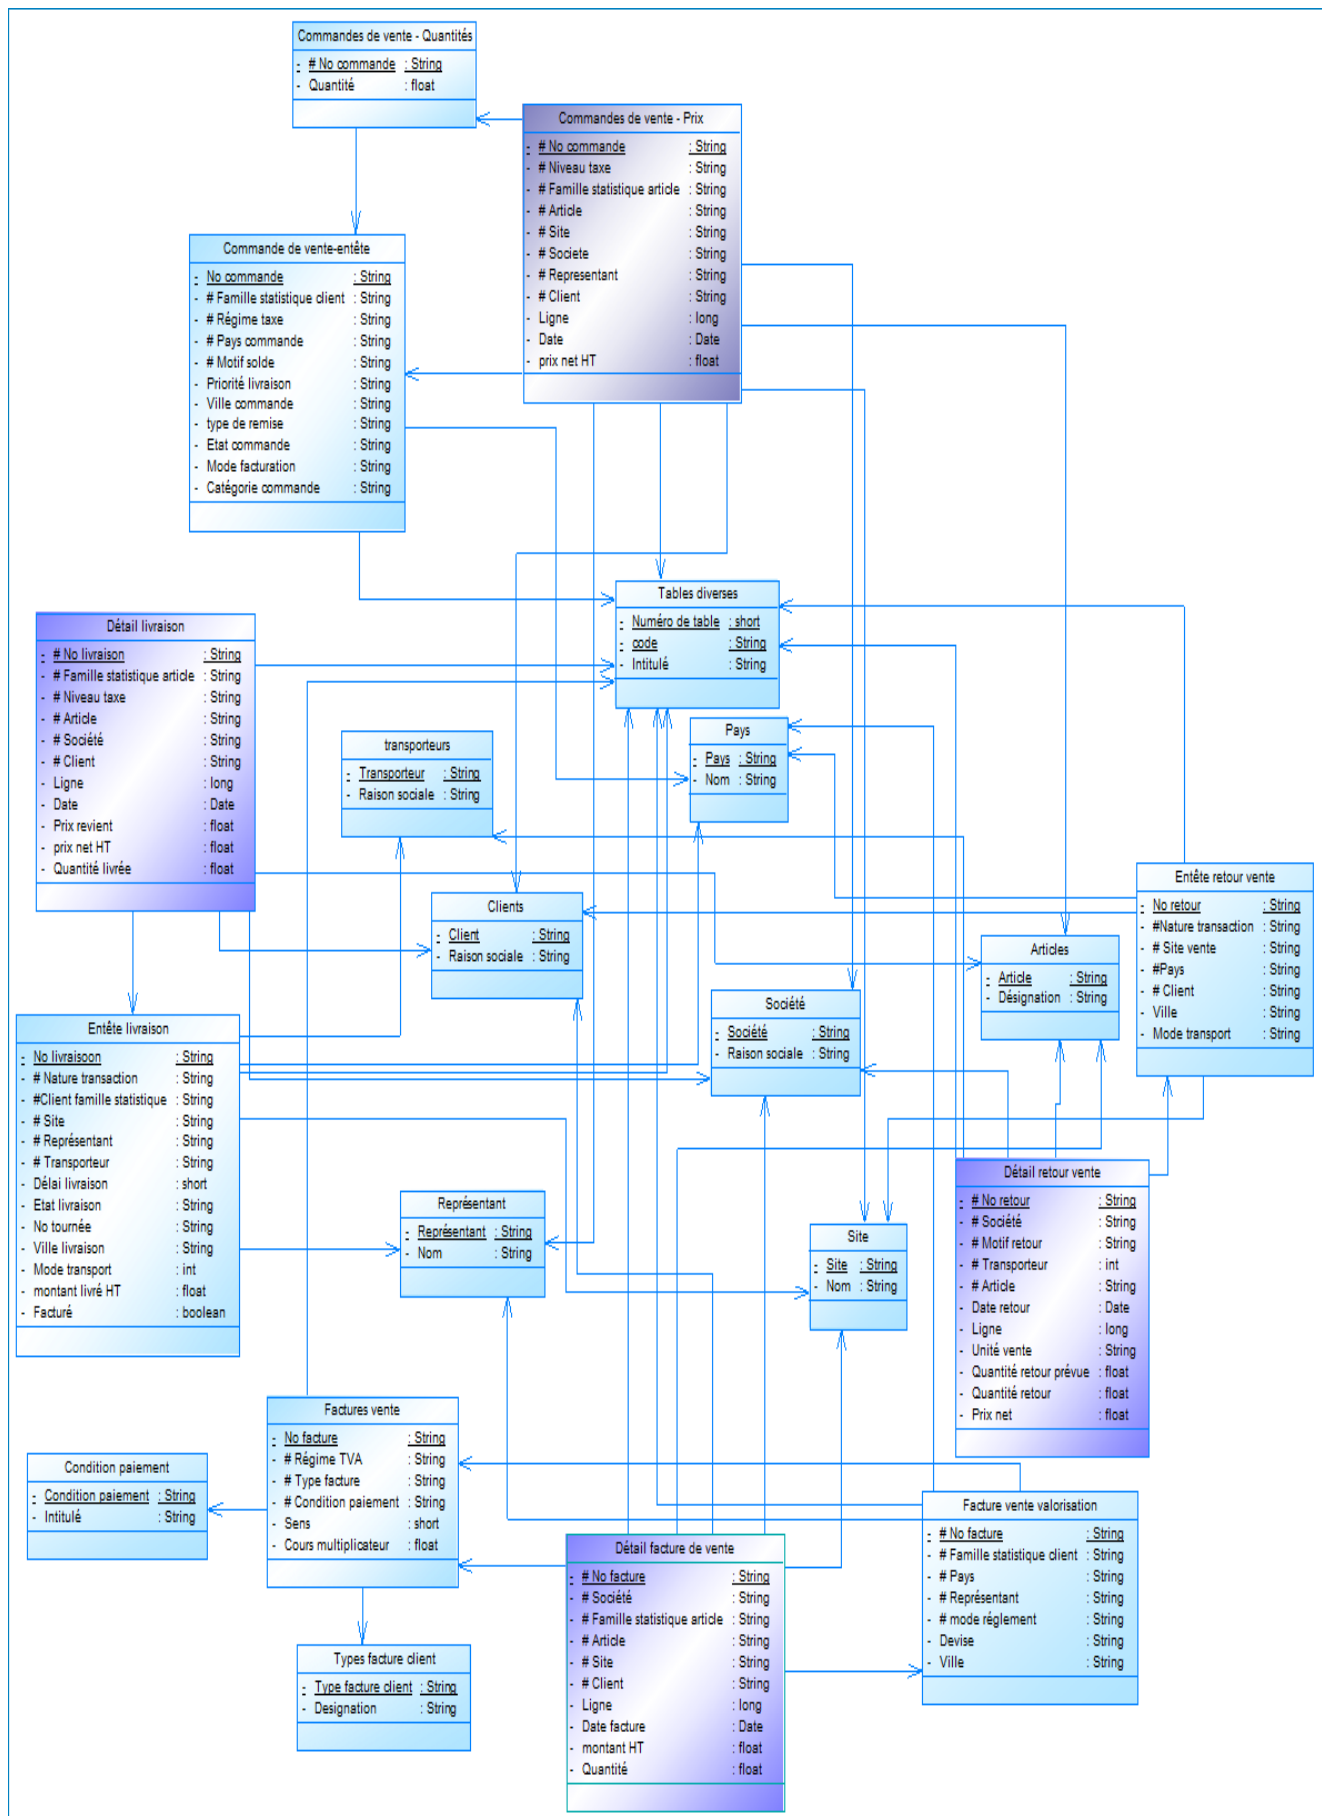 Commandes de vente - Quantités
- # No commande : String
- Quantité : float
Commandes de vente - Prix
- # No commande : String
- # Niveau taxe : String
- # Famille statistique article : String
- # Article : String
- # Site : String
- # Societe : String
- # Representant : String
- # Client : String
- Ligne : long
- Date : Date
- prix net HT : float
Commande de vente-entête
- No commande : String
- # Famille statistique client : String
- # Régime taxe : String
- # Pays commande : String
- # Motif solde : String
- Priorité livraison : String
- Ville commande : String
- type de remise : String
- Etat commande : String
- Mode facturation : String
- Catégorie commande : String
Tables diverses
- Numéro de table : short
- code : String
- Intitulé : String
Détail livraison
- # No livraison : String
- # Famille statistique article : String
- # Niveau taxe : String
- # Article : String
- # Société : String
- # Client : String
- Ligne : long
- Date : Date
- Prix revient : float
- prix net HT : float
- Quantité livrée : float
transporteurs
- Transporteur : String
- Raison sociale : String
Pays
- Pays : String
- Nom : String
Clients
- Client : String
- Raison sociale : String
Entête retour vente
- No retour : String
- #Nature transaction : String
- # Site vente : String
- #Pays : String
- # Client : String
- Ville : String
- Mode transport : String
Articles
- Article : String
- Désignation : String
Société
- Société : String
- Raison sociale : String
Entête livraison
- No livraisoon : String
- # Nature transaction : String
- #Client famille statistique : String
- # Site : String
- # Représentant : String
- # Transporteur : String
- Délai livraison : short
- Etat livraison : String
- No tournée : String
- Ville livraison : String
- Mode transport : int
- montant livré HT : float
- Facturé : boolean
Représentant
- Représentant : String
- Nom : String
Site
- Site : String
- Nom : String
Détail retour vente
- # No retour : String
- # Société : String
- # Motif retour : String
- # Transporteur : int
- # Article : String
- Date retour : Date
- Ligne : long
- Unité vente : String
- Quantité retour prévue : float
- Quantité retour : float
- Prix net : float
Factures vente
- No facture : String
- # Régime TVA : String
- # Type facture : String
- # Condition paiement : String
- Sens : short
- Cours multiplicateur : float
Condition paiement
- Condition paiement : String
- Intitulé : String
Facture vente valorisation
- # No facture : String
- # Famille statistique client : String
- # Pays : String
- # Représentant : String
- # mode réglement : String
- Devise : String
- Ville : String
Détail facture de vente
- # No facture : String
- # Société : String
- # Famille statistique article : String
- # Article : String
- # Site : String
- # Client : String
- Ligne : long
- Date facture : Date
- montant HT : float
- Quantité : float
Types facture client
- Type facture client : String
- Designation : String